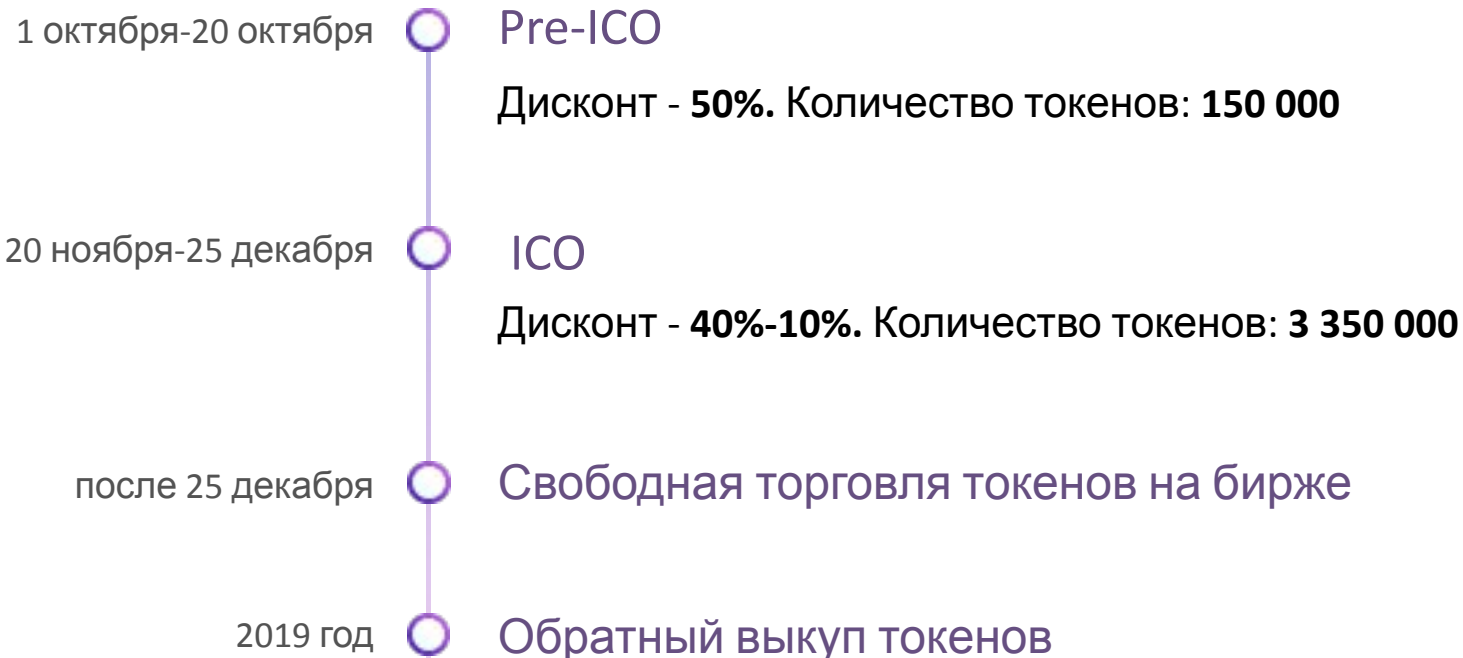 1 октября-20 октября
Pre-ICO
Дисконт - 50%. Количество токенов: 150 000
20 ноября-25 декабря
ICO
Дисконт - 40%-10%. Количество токенов: 3 350 000
после 25 декабря
Свободная торговля токенов на бирже
2019 год
Обратный выкуп токенов